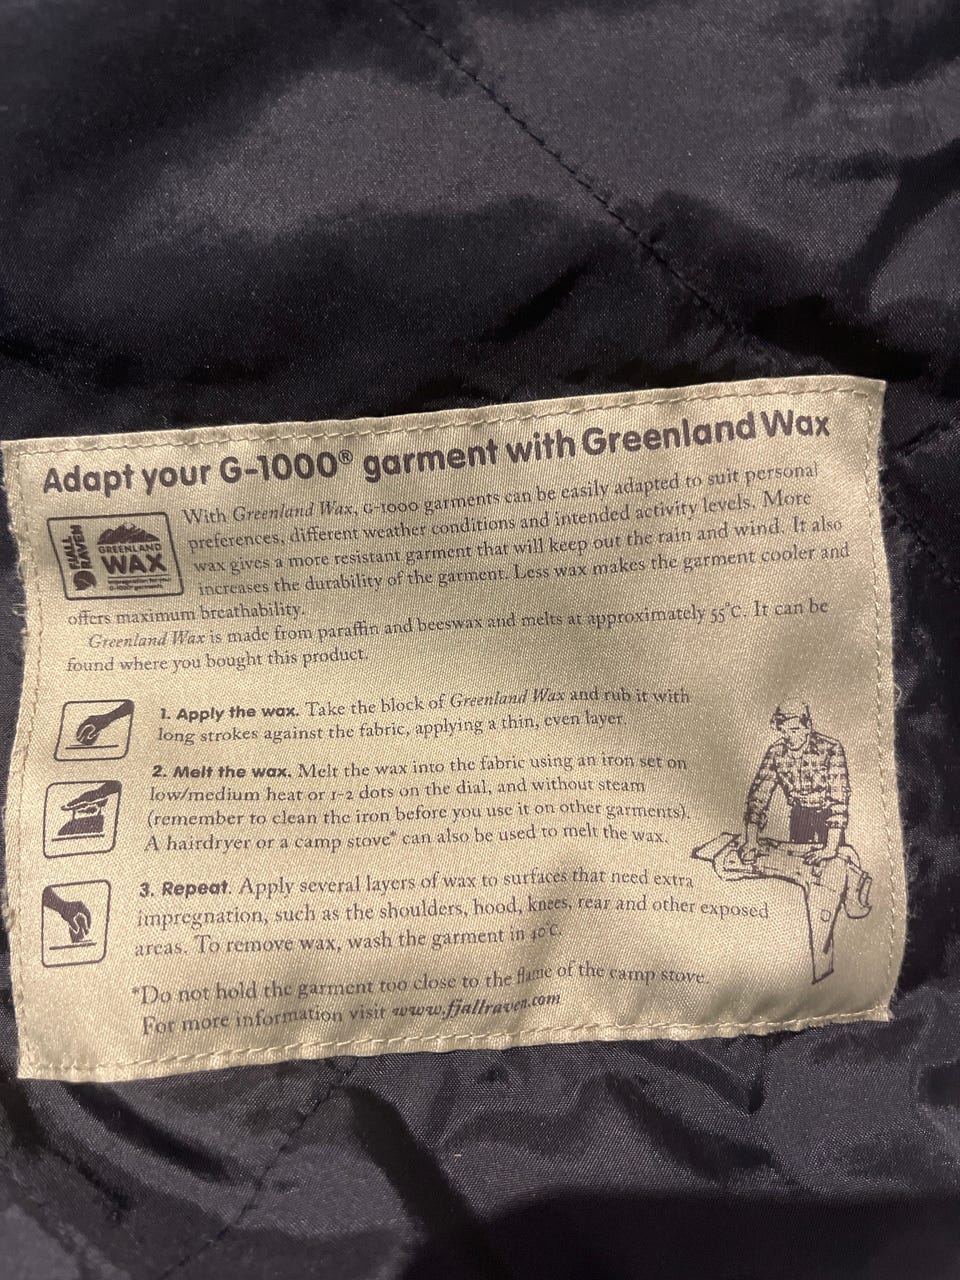 Adapt your G-1000® garment with Greenland Wax
FJÄLL
RÄVEN
GREENLAND
WAX
With Greenland Wax, G-1000 garments can be easily adapted to suit personal
preferences, different weather conditions and intended activity levels. More
wax gives a more resistant garment that will keep out the rain and wind. It also
increases the durability of the garment. Less wax makes the garment cooler and
offers maximum breathability.
Greenland Wax is made from paraffin and beeswax and melts at approximately 55°C. It can be
found where you bought this product.
1. Apply the wax. Take the block of Greenland Wax and rub it with
long strokes against the fabric, applying a thin, even layer.
2. Melt the wax. Melt the wax into the fabric using an iron set on
low/medium heat or 1-2 dots on the dial, and without steam
(remember to clean the iron before you use it on other garments).
A hairdryer or a camp stove* can also be used to melt the wax.
3. Repeat. Apply several layers of wax to surfaces that need extra
impregnation, such as the shoulders, hood, knees, rear and other exposed
areas. To remove wax, wash the garment in 40°C.
*Do not hold the garment too close to the flame of the camp stove.
For more information visit www.fjallraven.com